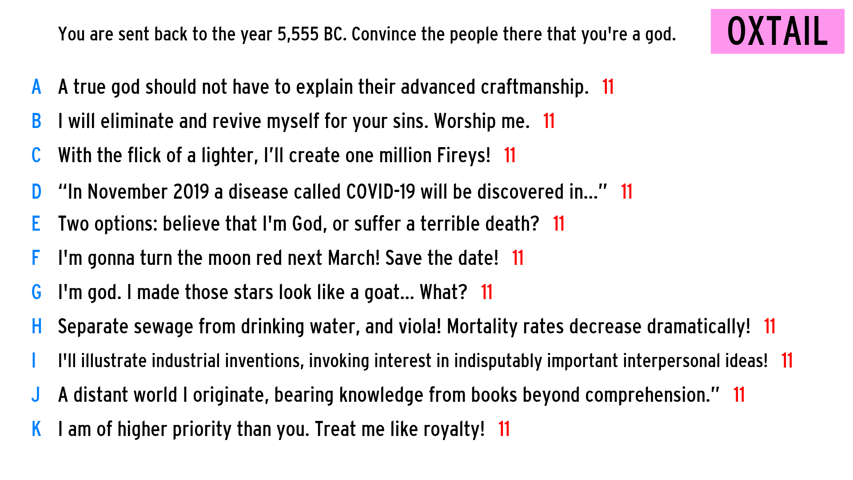 You are sent back to the year 5,555 BC. Convince the people there that you're a god.
OXTAIL
A A true god should not have to explain their advanced craftmanship. 11
B I will eliminate and revive myself for your sins. Worship me. 11
C With the flick of a lighter, I’ll create one million Fireys! 11
D “In November 2019 a disease called COVID-19 will be discovered in...” 11
E Two options: believe that I'm God, or suffer a terrible death? 11
F I'm gonna turn the moon red next March! Save the date! 11
G I'm god. I made those stars look like a goat... What? 11
H Separate sewage from drinking water, and viola! Mortality rates decrease dramatically! 11
I I'll illustrate industrial inventions, invoking interest in indisputably important interpersonal ideas! 11
J A distant world I originate, bearing knowledge from books beyond comprehension.” 11
K I am of higher priority than you. Treat me like royalty! 11